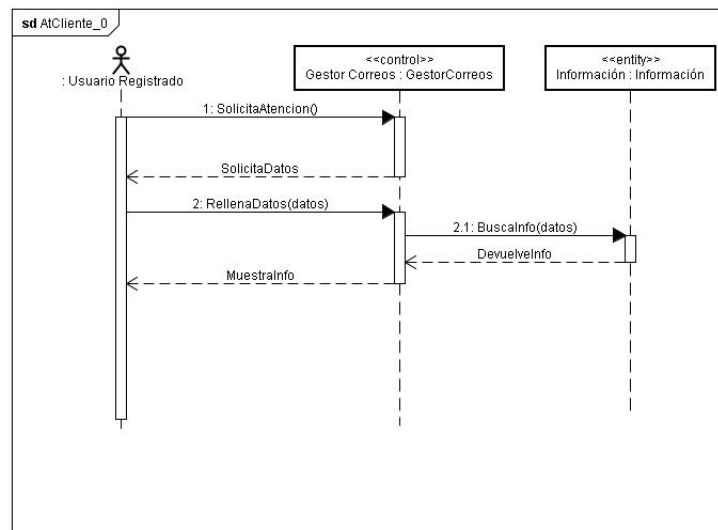 sd AtCliente_0
: Usuario Registrado
<<control>>
Gestor Correos : GestorCorreos
<<entity>>
Información : Información
1: SolicitaAtencion()
SolicitaDatos
2: RellenaDatos(datos)
2.1: BuscaInfo(datos)
DevuelveInfo
MuestraInfo